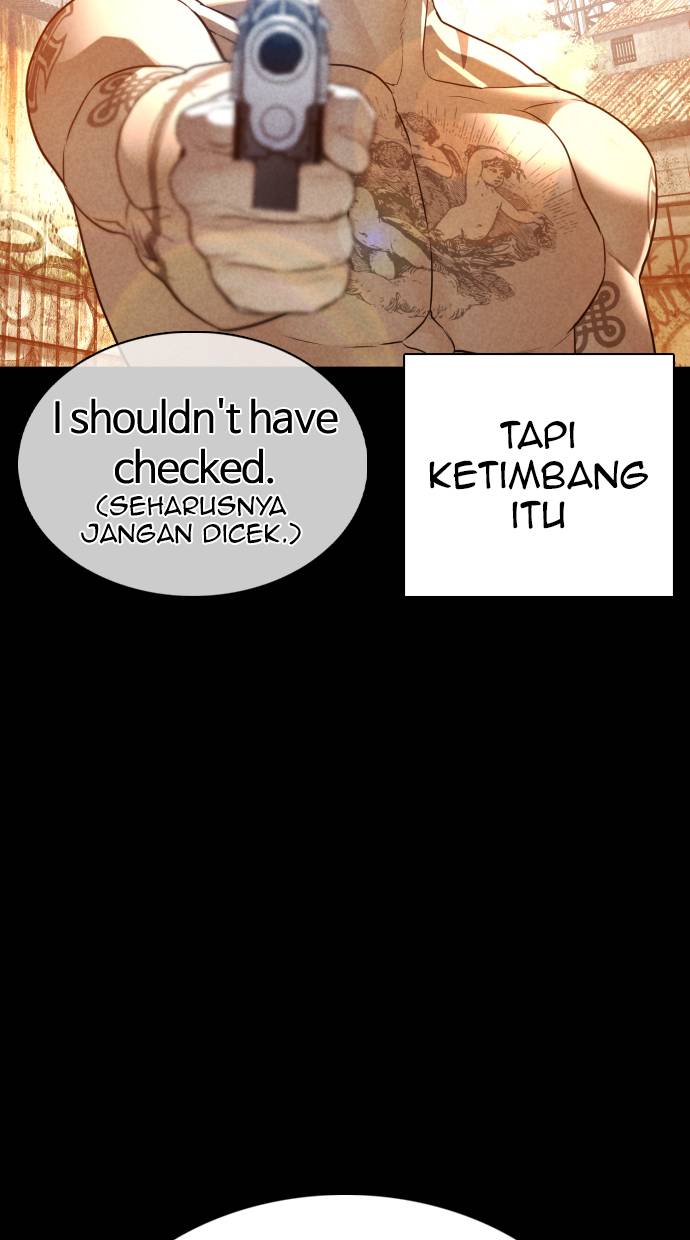 I shouldn't have
checked.
(SEHARUSNYA
JANGAN DICEK.)
TAPI
KETIMBANG
ITU